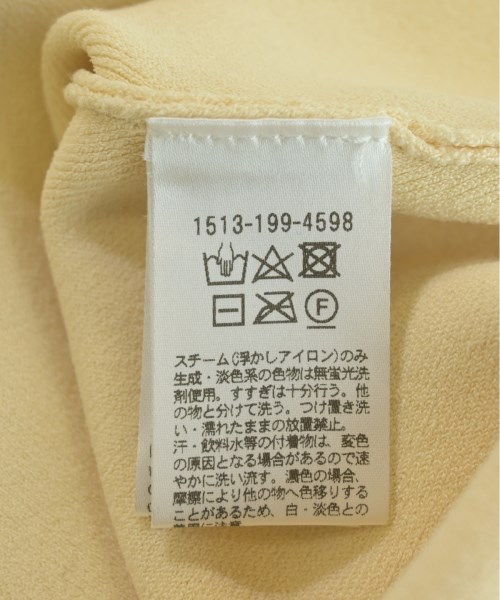 1513-199-4598
F
スチーム(浮かしアイロン)のみ
生成・淡色系の色物は無蛍光洗
剤使用。すすぎは十分行う。他
の物と分けて洗う。つけ置き洗
い・濡れたままの放置禁止。
汗・飲料水等の付着物は、変色
の原因となる場合があるので速
やかに洗い流す。濃色の場合、
摩擦により他の物へ色移りする
ことがあるため、白・淡色との